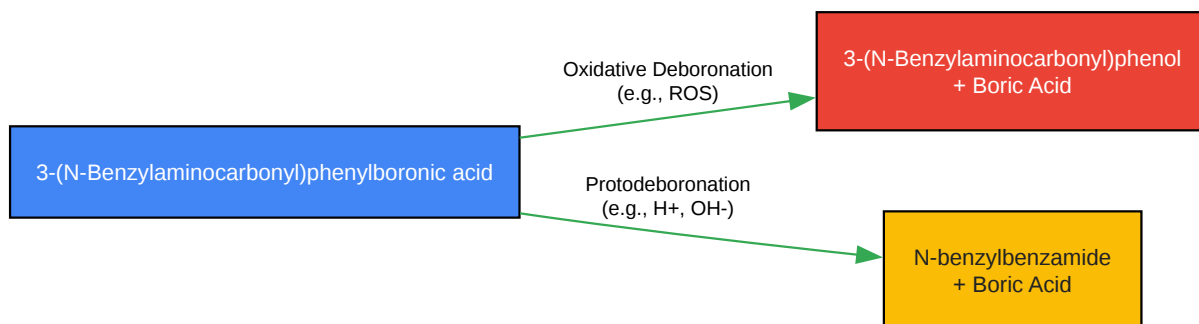 3-(N-Benzylaminocarbonyl)phenylboronic acid
Oxidative Deboronation
(e.g., ROS)
3-(N-Benzylaminocarbonyl)phenol
+ Boric Acid
Protodeboronation
(e.g., H+, OH-)
N-benzylbenzamide
+ Boric Acid